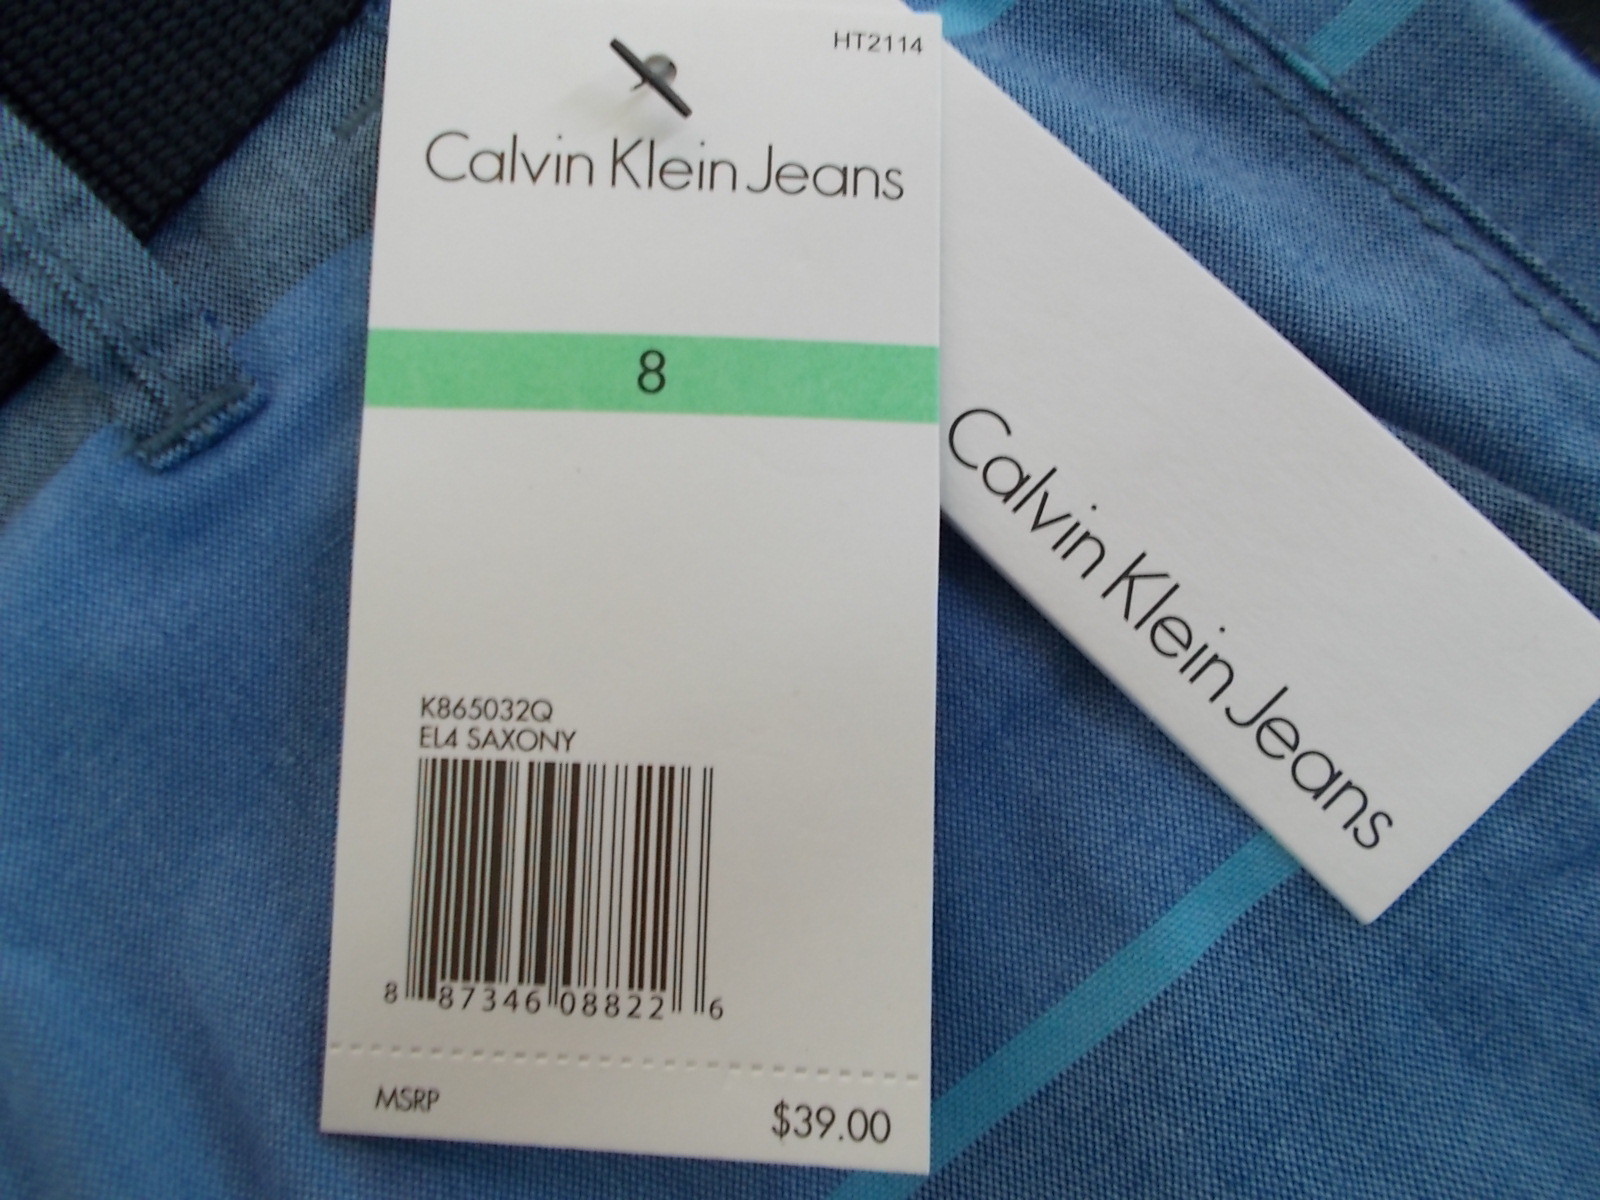 HT2114
Calvin Klein Jeans
8
K865032Q
EL4 SAXONY
8 87346 08822 6
MSRP
$39.00
Calvin Klein Jeans